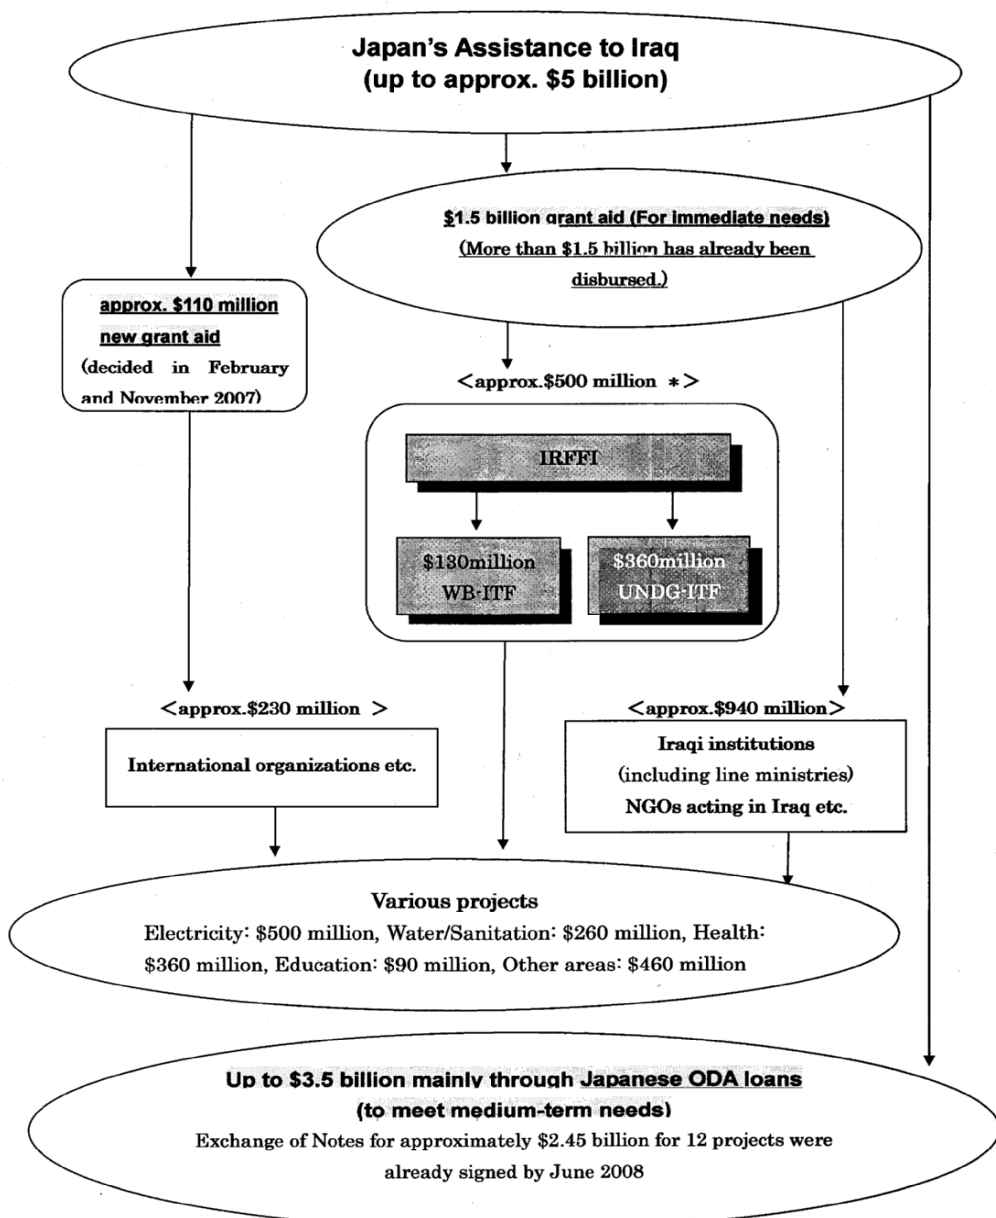 Japan's Assistance to Iraq
(up to approx. $5 billion)
$1.5 billion grant aid (For immediate needs)
(More than $1.5 billion has already been
disbursed.)
approx. $110 million
new grant aid
(decided in February
and November 2007)
<approx.$500 million *>
IRFFI
$130million
WB-ITF
$360million
UNDG-ITF
<approx.$230 million >
International organizations etc.
<approx.$940 million>
Iraqi institutions
(including line ministries)
NGOs acting in Iraq etc.
Various projects
Electricity: $500 million, Water/Sanitation: $260 million, Health:
$360 million, Education: $90 million, Other areas: $460 million
Up to $3.5 billion mainly through Japanese ODA loans
(to meet medium-term needs)
Exchange of Notes for approximately $2.45 billion for 12 projects were
already signed by June 2008